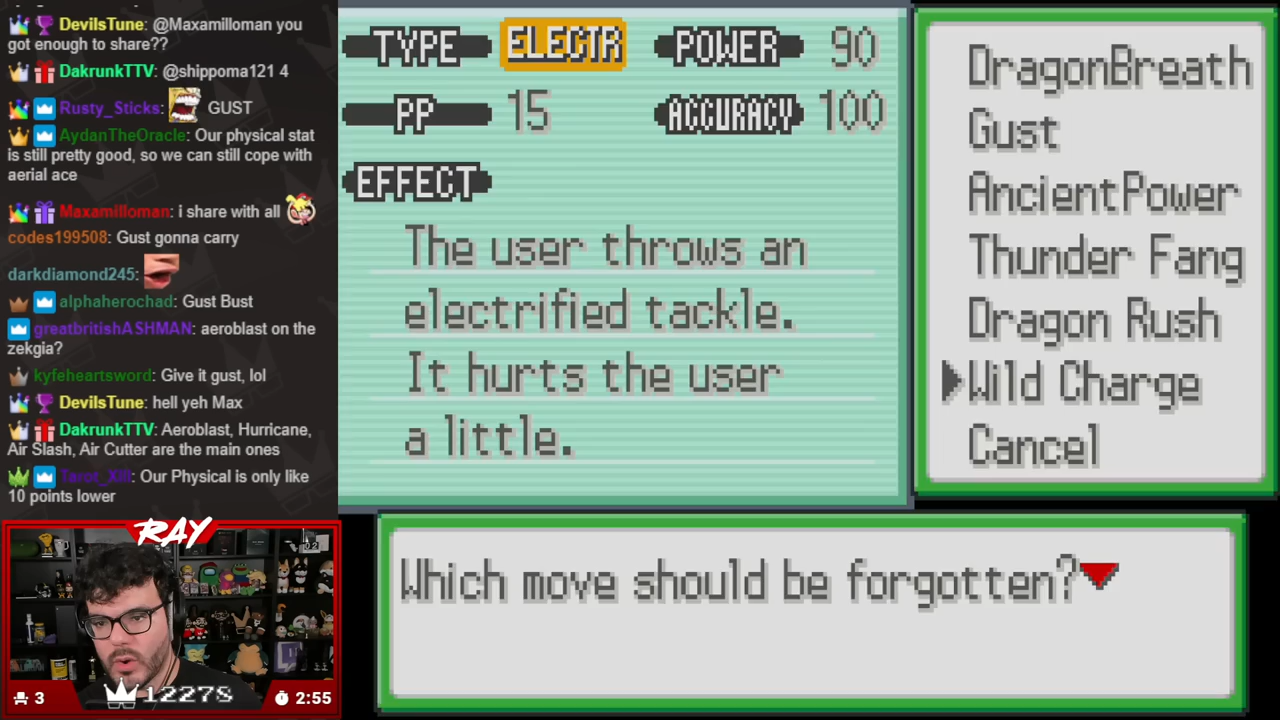 DevilsTune: @Maxamilloman you
got enough to share??
DakrunkTTV: @shippoma121 4
Rusty_Sticks: GUST
AydanTheOracle: Our physical stat
is still pretty good, so we can still cope with
aerial ace
Maxamilloman: i share with all
codes199508: Gust gonna carry
darkdiamond245:
alphaherochad: Gust Bust
greatbritishASHMAN: aeroblast on the
zekgia?
kyfeheartsword: Give it gust, lol
DevilsTune: hell yeh Max
DakrunkTTV: Aeroblast, Hurricane,
Air Slash, Air Cutter are the main ones
Tarot_XIII: Our Physical is only like
10 points lower
RAY
3
12278
2:55
TYPE ELECTR POWER 90
PP 15 ACCURACY 100
EFFECT
The user throws an
electrified tackle.
It hurts the user
a little.
DragonBreath
Gust
AncientPower
Thunder Fang
Dragon Rush
Wild Charge
Cancel
Which move should be forgotten?